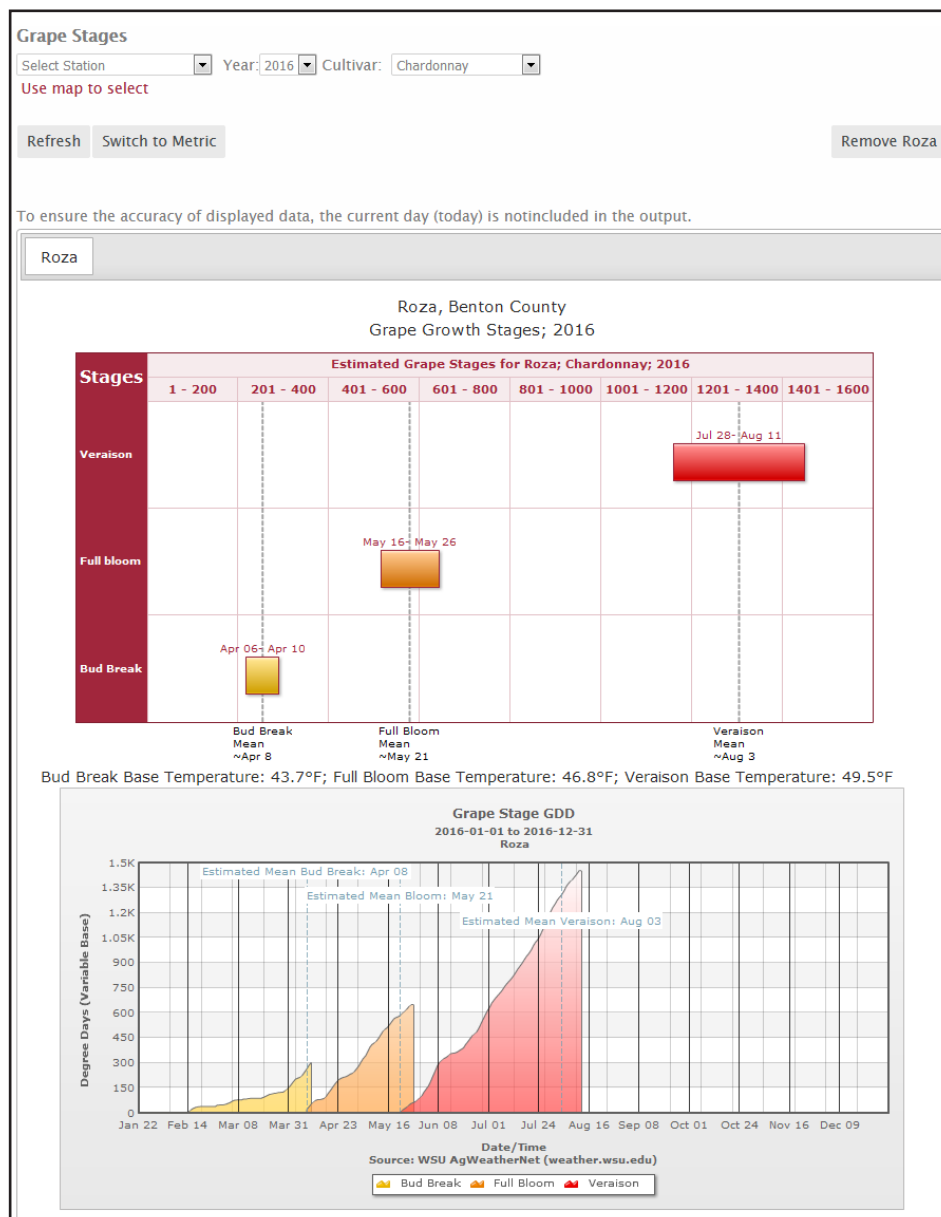 Grape Stages
Select Station Year: 2016 Cultivar: Chardonnay
Use map to select
Refresh Switch to Metric Remove Roza
To ensure the accuracy of displayed data, the current day (today) is notincluded in the output.
Roza
Roza, Benton County
Grape Growth Stages; 2016
Stages
Estimated Grape Stages for Roza; Chardonnay; 2016
1 - 200 201 - 400 401 - 600 601 - 800 801 - 1000 1001 - 1200 1201 - 1400 1401 - 1600
Jul 28- Aug 11
Veraison
May 16- May 26
Full bloom
Apr 06- Apr 10
Bud Break
Bud Break Mean ~Apr 8
Full Bloom Mean ~May 21
Veraison Mean ~Aug 3
Bud Break Base Temperature: 43.7°F; Full Bloom Base Temperature: 46.8°F; Veraison Base Temperature: 49.5°F
Grape Stage GDD
2016-01-01 to 2016-12-31
Roza
Degree Days (Variable Base)
1.5K
1.35K
1.2K
1.05K
900
750
600
450
300
150
0
Estimated Mean Bud Break: Apr 08
Estimated Mean Bloom: May 21
Estimated Mean Veraison: Aug 03
Jan 22 Feb 14 Mar 08 Mar 31 Apr 23 May 16 Jun 08 Jul 01 Jul 24 Aug 16 Sep 08 Oct 01 Oct 24 Nov 16 Dec 09
Date/Time
Source: WSU AgWeatherNet (weather.wsu.edu)
Bud Break Full Bloom Veraison